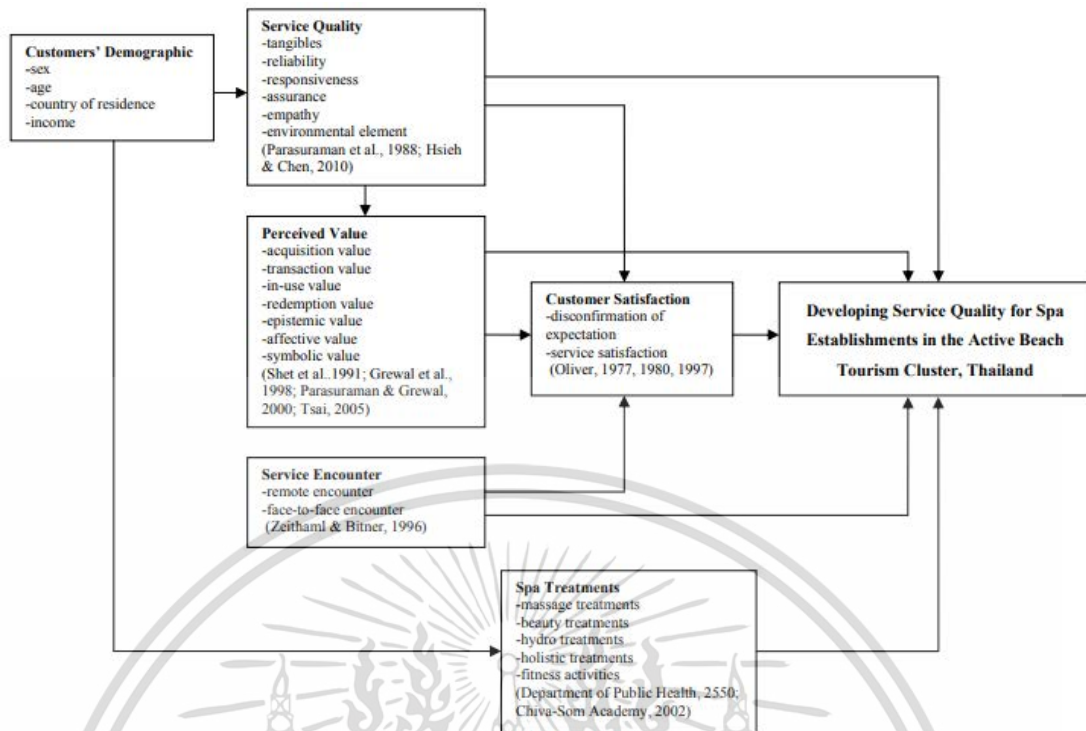 Customers' Demographic
-sex
-age
-country of residence
-income
Service Quality
-tangibles
-reliability
-responsiveness
-assurance
-empathy
-environmental element
(Parasuraman et al., 1988; Hsieh
& Chen, 2010)
Perceived Value
-acquisition value
-transaction value
-in-use value
-redemption value
-epistemic value
-affective value
-symbolic value
(Shet et al..1991; Grewal et al.,
1998; Parasuraman & Grewal,
2000; Tsai, 2005)
Service Encounter
-remote encounter
-face-to-face encounter
(Zeithaml & Bitner, 1996)
Customer Satisfaction
-disconfirmation of
expectation
-service satisfaction
(Oliver, 1977, 1980, 1997)
Developing Service Quality for Spa
Establishments in the Active Beach
Tourism Cluster, Thailand
Spa Treatments
-massage treatments
-beauty treatments
-hydro treatments
-holistic treatments
-fitness activities
(Department of Public Health, 2550;
Chiva-Som Academy, 2002)